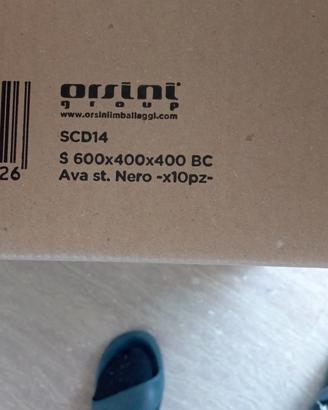 orsini
group
www.orsiniimballaggi.com
SCD14
S 600x400x400 BC
26
Ava st. Nero -x10pz-